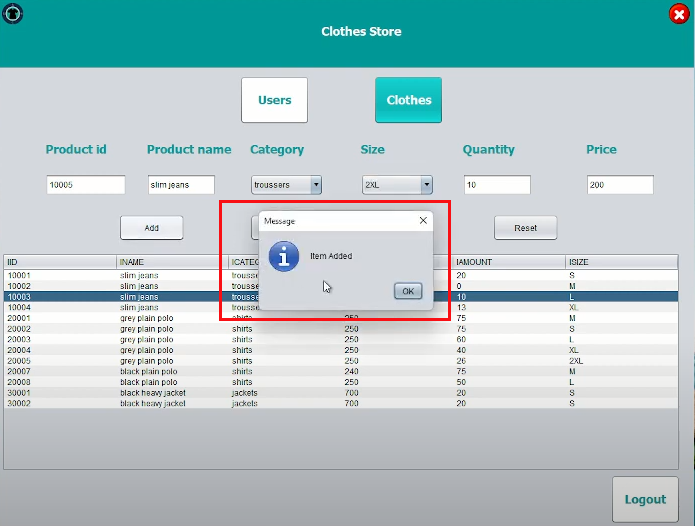 Clothes Store
Users Clothes
Product id Product name Category Size Quantity Price
10005 slim jeans troussers 2XL 10 200
Add Reset
Message
Item Added
OK
IID INAME ICATEG IAMOUNT ISIZE
10001 slim jeans trousse 20 S
10002 slim jeans trousse 0 M
10003 slim jeans trousse 10 L
10004 slim jeans trousse 13 XL
20001 grey plain polo shirts 250 75 M
20002 grey plain polo shirts 250 75 S
20003 grey plain polo shirts 250 60 L
20004 grey plain polo shirts 250 40 XL
20005 grey plain polo shirts 250 26 2XL
20007 black plain polo shirts 240 75 M
20008 black plain polo shirts 250 50 L
30001 black heavy jacket jackets 700 20 S
30002 black heavy jacket jackets 700 20 S
Logout